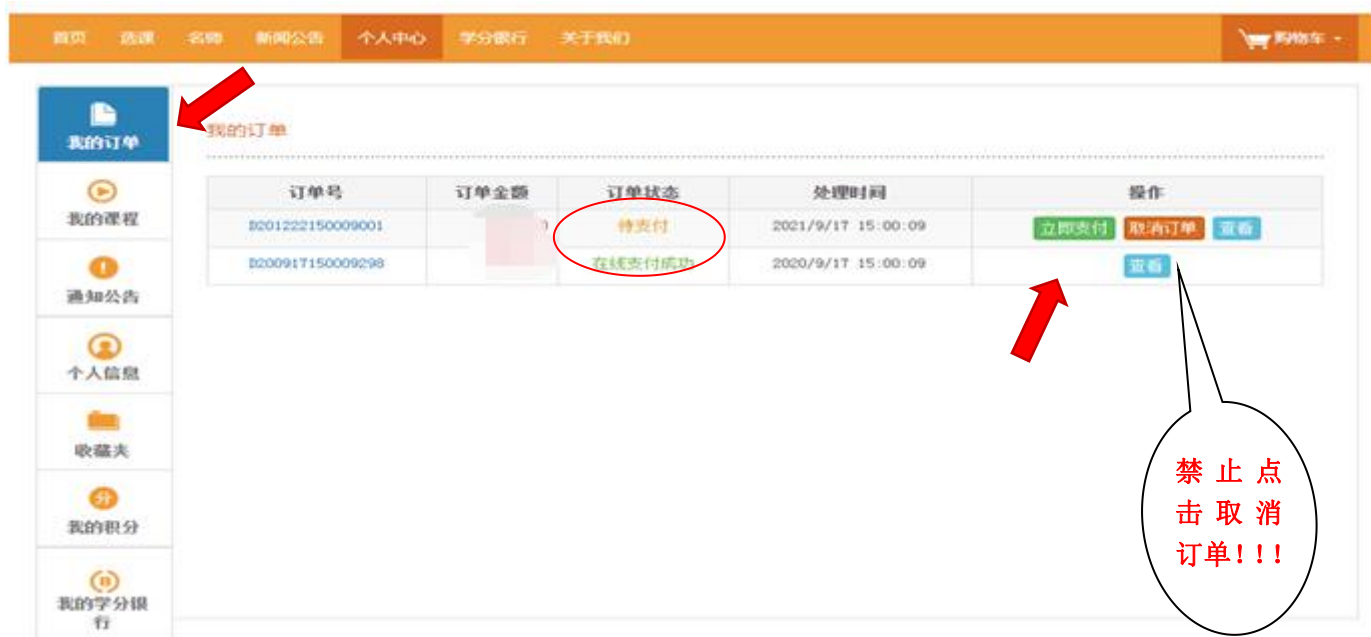 首页 选课 名师 新闻公告 个人中心 学分银行 关于我们 购物车
我的订单
我的课程
通知公告
个人信息
收藏夹
我的积分
我的学分银
行
我的订单
订单号 订单金额 订单状态 处理时间 操作
D201222150009001 待支付 2021/9/17 15:00:09 立即支付 取消订单 查看
D200917150009298 在线支付成功 2020/9/17 15:00:09 查看
禁止点
击取消
订单!!!